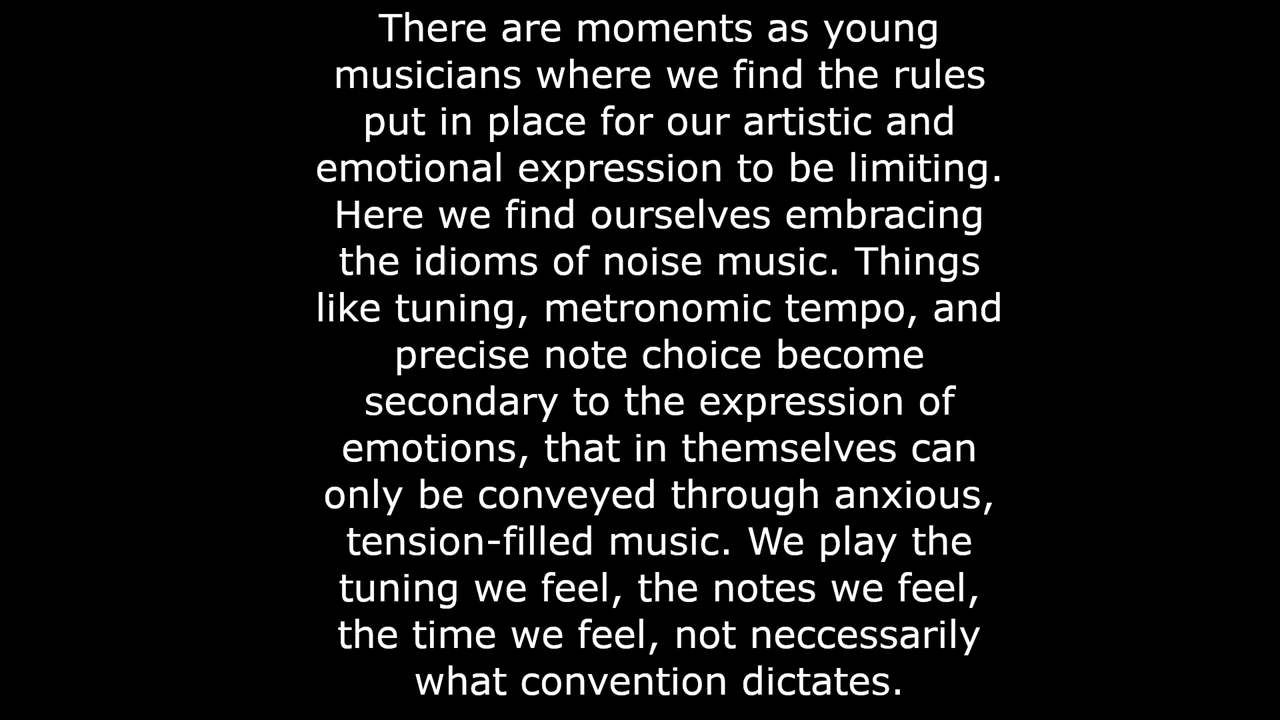 There are moments as young
musicians where we find the rules
put in place for our artistic and
emotional expression to be limiting.
Here we find ourselves embracing
the idioms of noise music. Things
like tuning, metronomic tempo, and
precise note choice become
secondary to the expression of
emotions, that in themselves can
only be conveyed through anxious,
tension-filled music. We play the
tuning we feel, the notes we feel,
the time we feel, not neccessarily
what convention dictates.